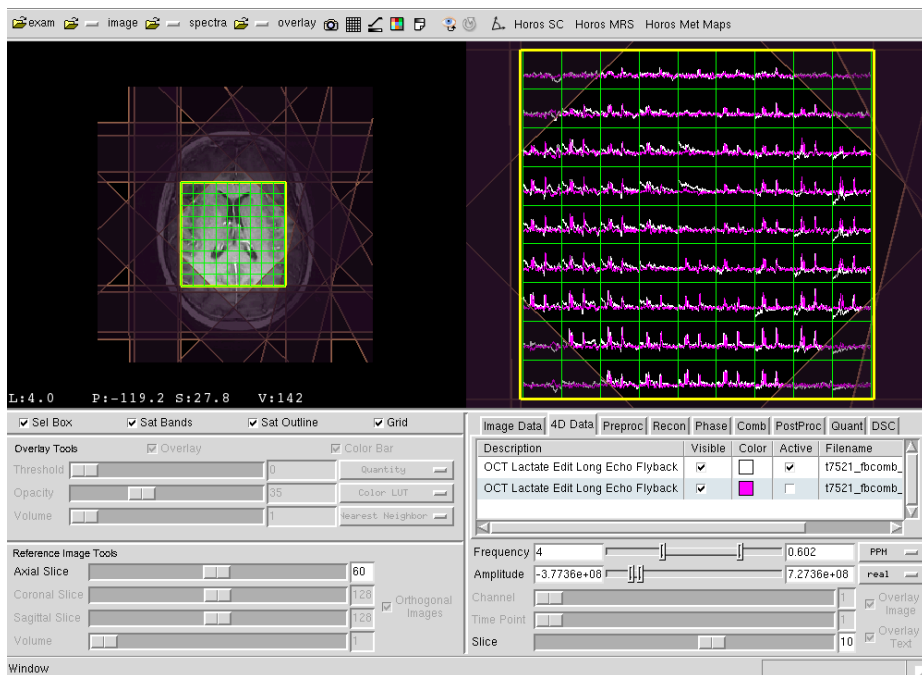 exam image spectra overlay Horos SC Horos MRS Horos Met Maps
L:4.0 P:-119.2 S:27.8 V:142
Sel Box Sat Bands Sat Outline Grid
Overlay Tools Overlay Color Bar
Threshold 0 Quantity
Opacity 35 Color LUT
Volume 1 Nearest Neighbor
Reference Image Tools
Axial Slice 60
Coronal Slice 128
Sagittal Slice 128
Orthogonal Images
Volume 1
Image Data 4D Data Preproc Recon Phase Comb PostProc Quant DSC
Description Visible Color Active Filename
OCT Lactate Edit Long Echo Flyback t7521_fbcomb_
OCT Lactate Edit Long Echo Flyback t7521_fbcomb_
Frequency 4 0.602 PPM
Amplitude -3.7736e+08 7.2736e+08 real
Channel 1 Overlay Image
Time Point 1
Slice 10 Overlay Text
Window